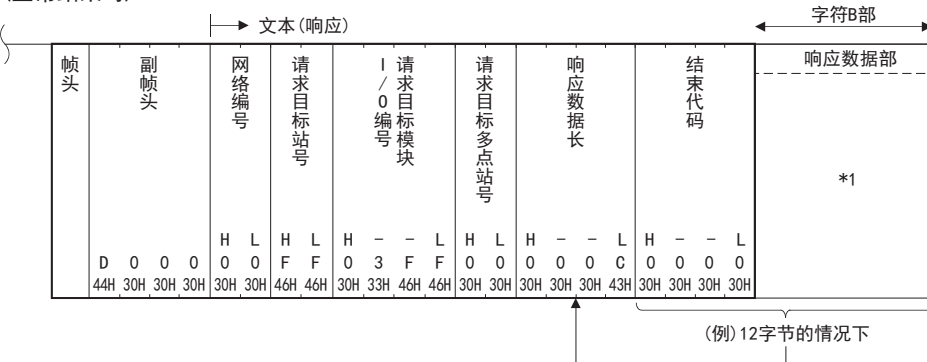 文本(响应)
字符B部
帧头
副帧头
网络编号
请求目标站号
请求目标模块
I/O编号
请求目标多点站号
响应数据长
结束代码
响应数据部
*1
H L H L H - - L H L H - - L H - - L
D 0 0 0 0 0 F F 0 3 F F 0 0 0 0 0 C 0 0 0 0
44H 30H 30H 30H 30H 30H 46H 46H 30H 33H 46H 46H 30H 30H 30H 30H 30H 43H 30H 30H 30H 30H
(例)12字节的情况下